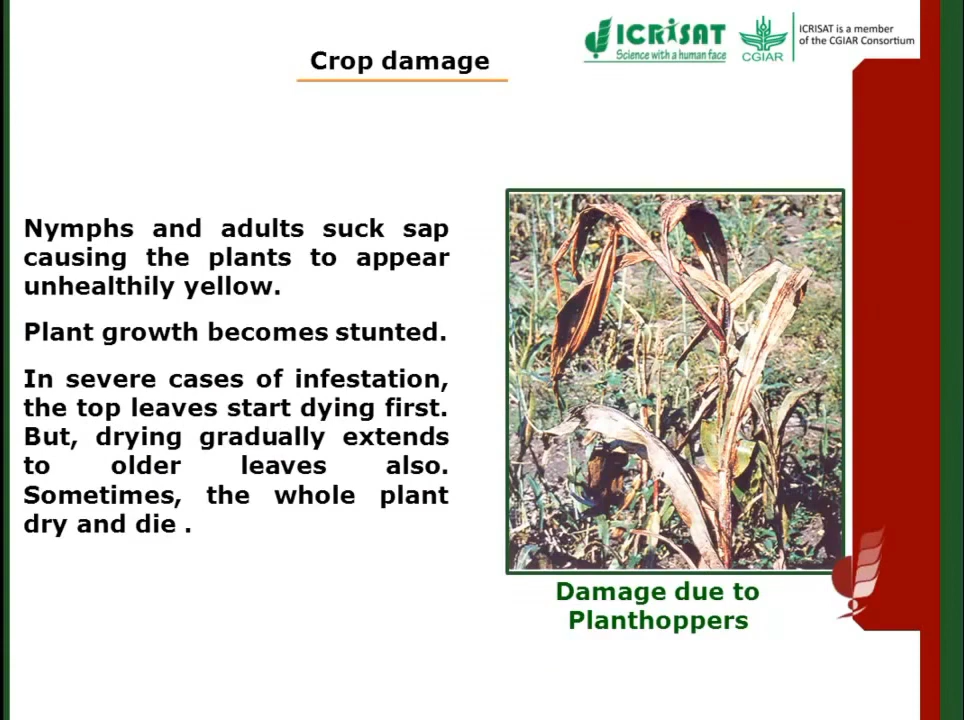 ICRISAT
Science with a human face
CGIAR
ICRISAT is a member
of the CGIAR Consortium
Crop damage
Nymphs and adults suck sap
causing the plants to appear
unhealthily yellow.
Plant growth becomes stunted.
In severe cases of infestation,
the top leaves start dying first.
But, drying gradually extends
to older leaves also.
Sometimes, the whole plant
dry and die .
Damage due to
Planthoppers